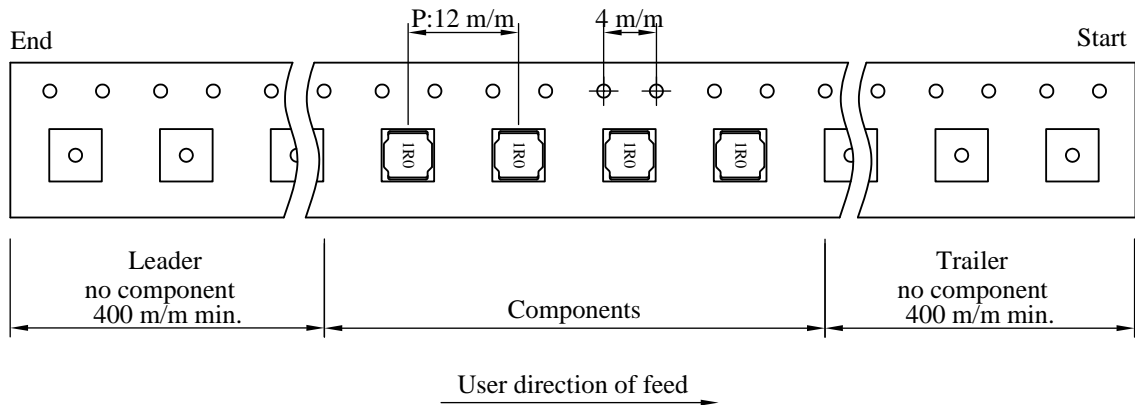 P:12 m/m
4 m/m
End
Start
1R0
1R0
1R0
1R0
Leader
no component
400 m/m min.
Components
Trailer
no component
400 m/m min.
User direction of feed